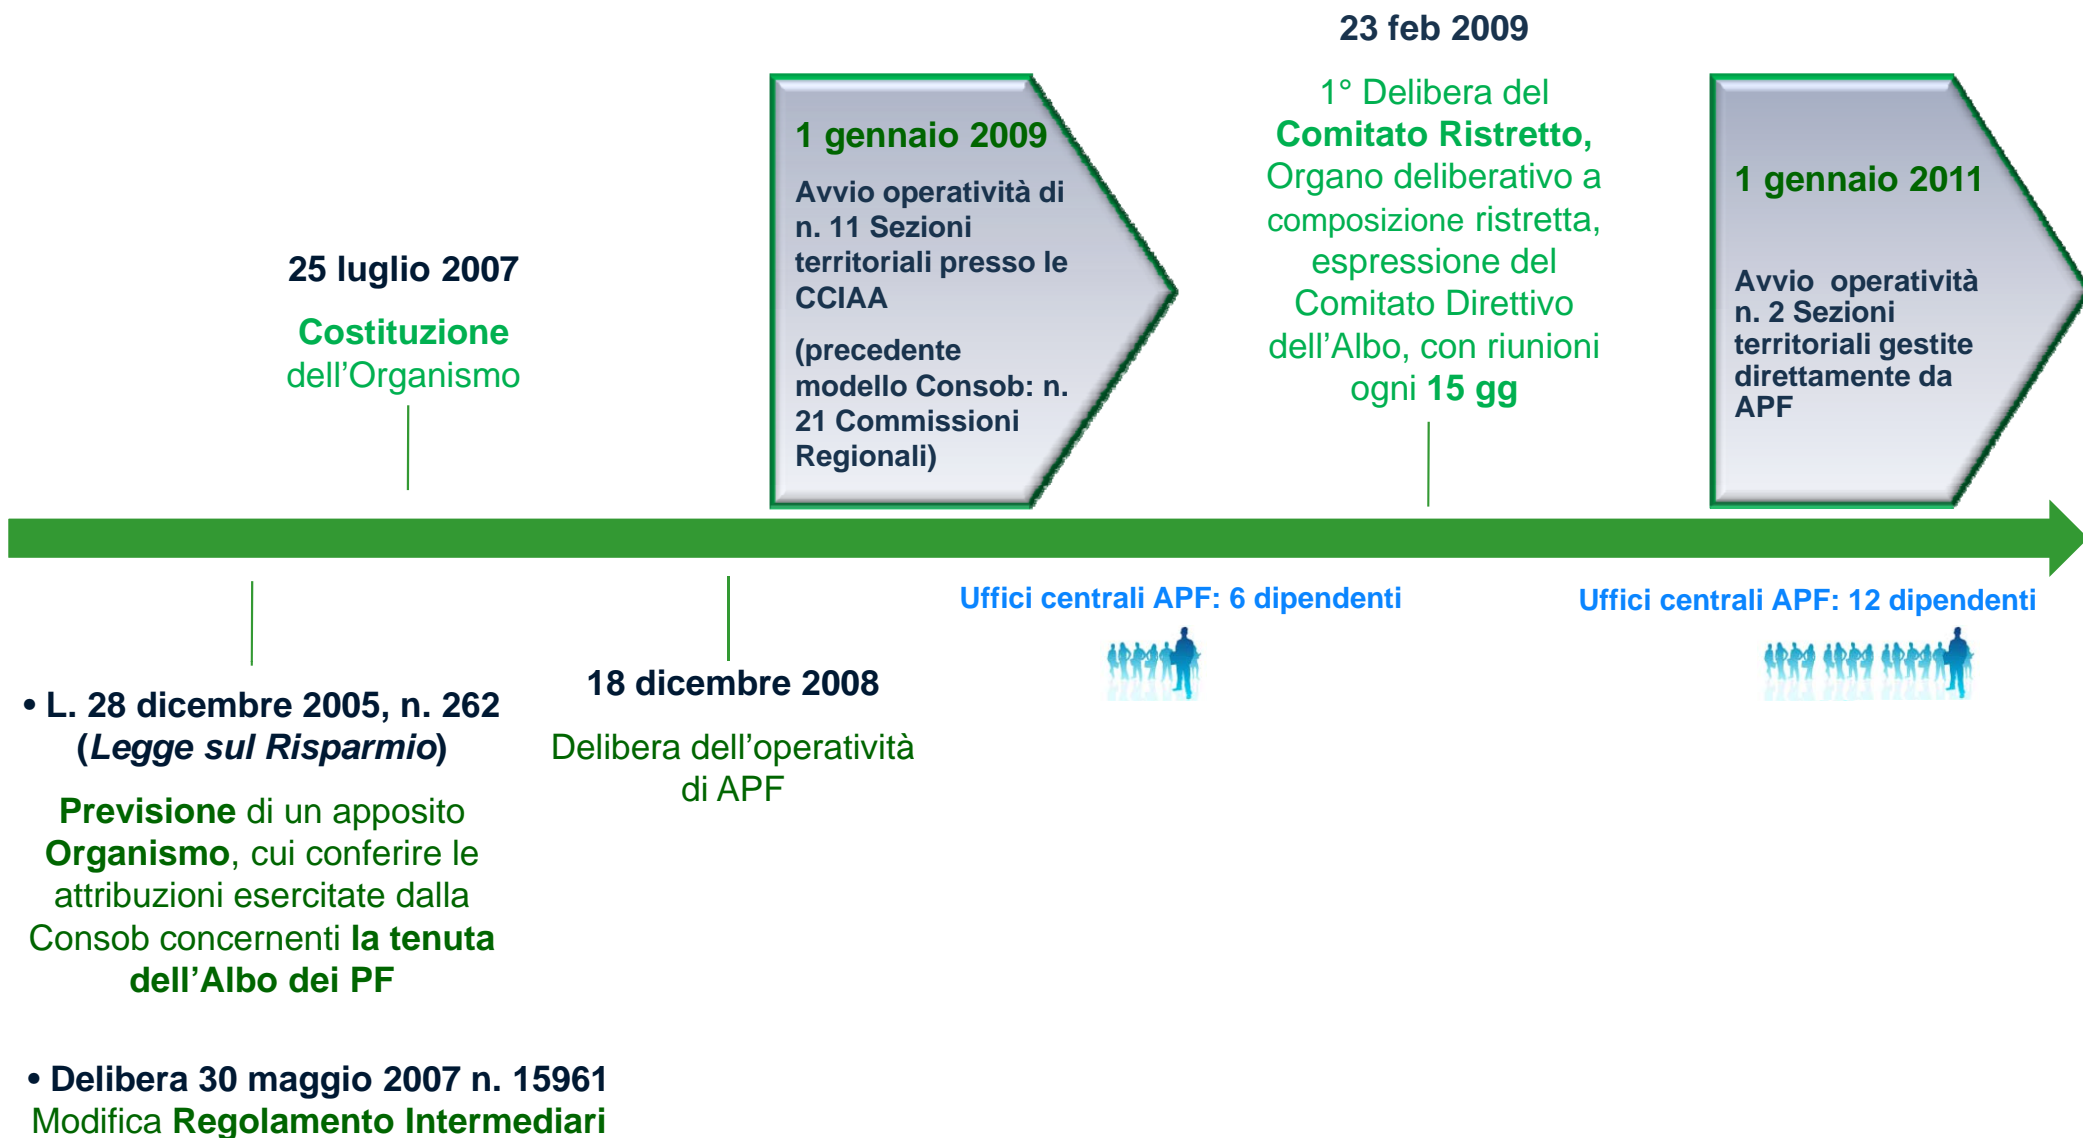 25 luglio 2007
Costituzione
dell’Organismo
1 gennaio 2009
Avvio operatività di
n. 11 Sezioni
territoriali presso le
CCIAA
(precedente
modello Consob: n.
21 Commissioni
Regionali)
23 feb 2009
1° Delibera del
Comitato Ristretto,
Organo deliberativo a
composizione ristretta,
espressione del
Comitato Direttivo
dell’Albo, con riunioni
ogni 15 gg
1 gennaio 2011
Avvio operatività
n. 2 Sezioni
territoriali gestite
direttamente da
APF
• L. 28 dicembre 2005, n. 262
(Legge sul Risparmio)
Previsione di un apposito
Organismo, cui conferire le
attribuzioni esercitate dalla
Consob concernenti la tenuta
dell’Albo dei PF
• Delibera 30 maggio 2007 n. 15961
Modifica Regolamento Intermediari
18 dicembre 2008
Delibera dell’operatività
di APF
Uffici centrali APF: 6 dipendenti
Uffici centrali APF: 12 dipendenti